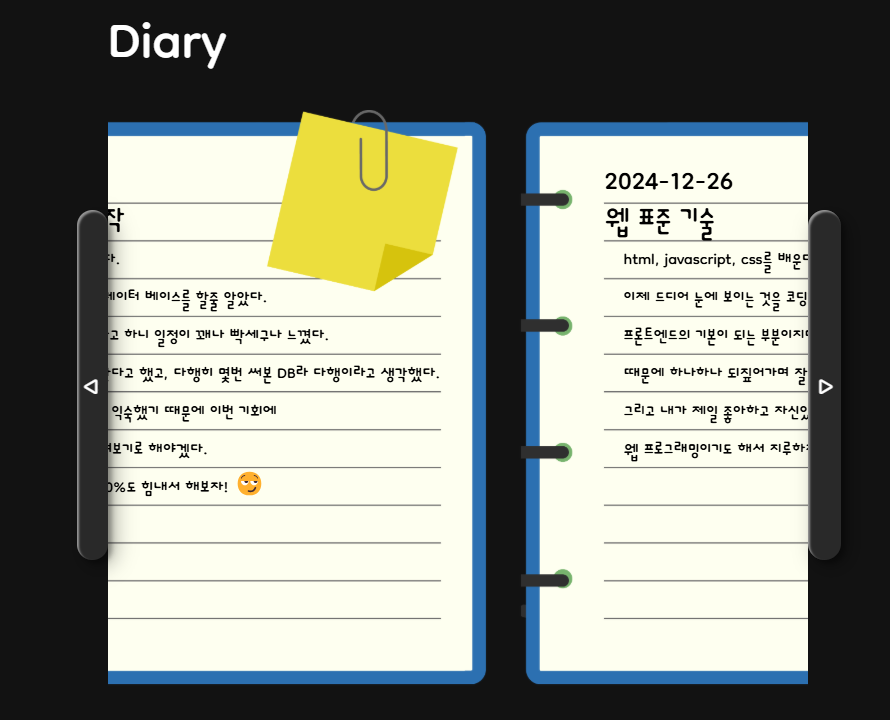 Diary
작
다.
데이터 베이스를 할줄 알았다.
고 하니 일정이 꽤나 빡세구나 느꼈다.
다고 했고, 다행히 몇번 써본 DB라 다행이라고 생각했다.
익숙했기 때문에 이번 기회에
보기로 해야겠다.
0%도 힘내서 해보자! 😏
2024-12-26
웹 표준 기술
html, javascript, css를 배운다
이제 드디어 눈에 보이는 것을 코딩
프론트엔드의 기본이 되는 부분이지
때문에 하나하나 되짚어가며 잘
그리고 내가 제일 좋아하고 자신있
웹 프로그래밍이기도 해서 지루하